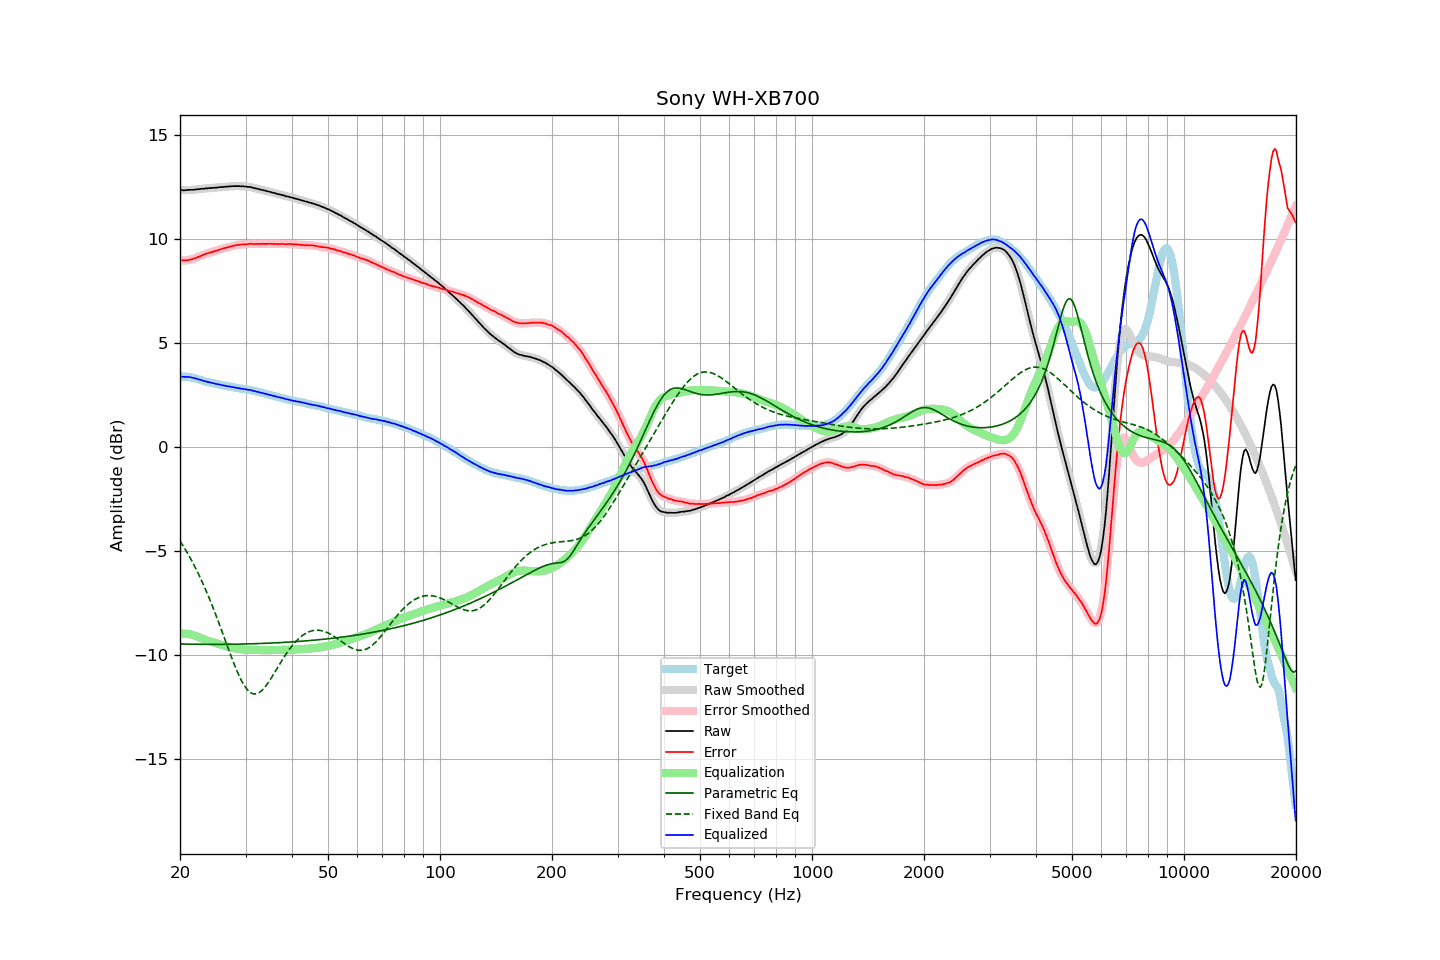 Sony WH-XB700
Amplitude (dBr)
15
10
5
0
−5
−10
−15
20
50
100
200
500
1000
2000
5000
10000
20000
Frequency (Hz)
Target
Raw Smoothed
Error Smoothed
Raw
Error
Equalization
Parametric Eq
Fixed Band Eq
Equalized